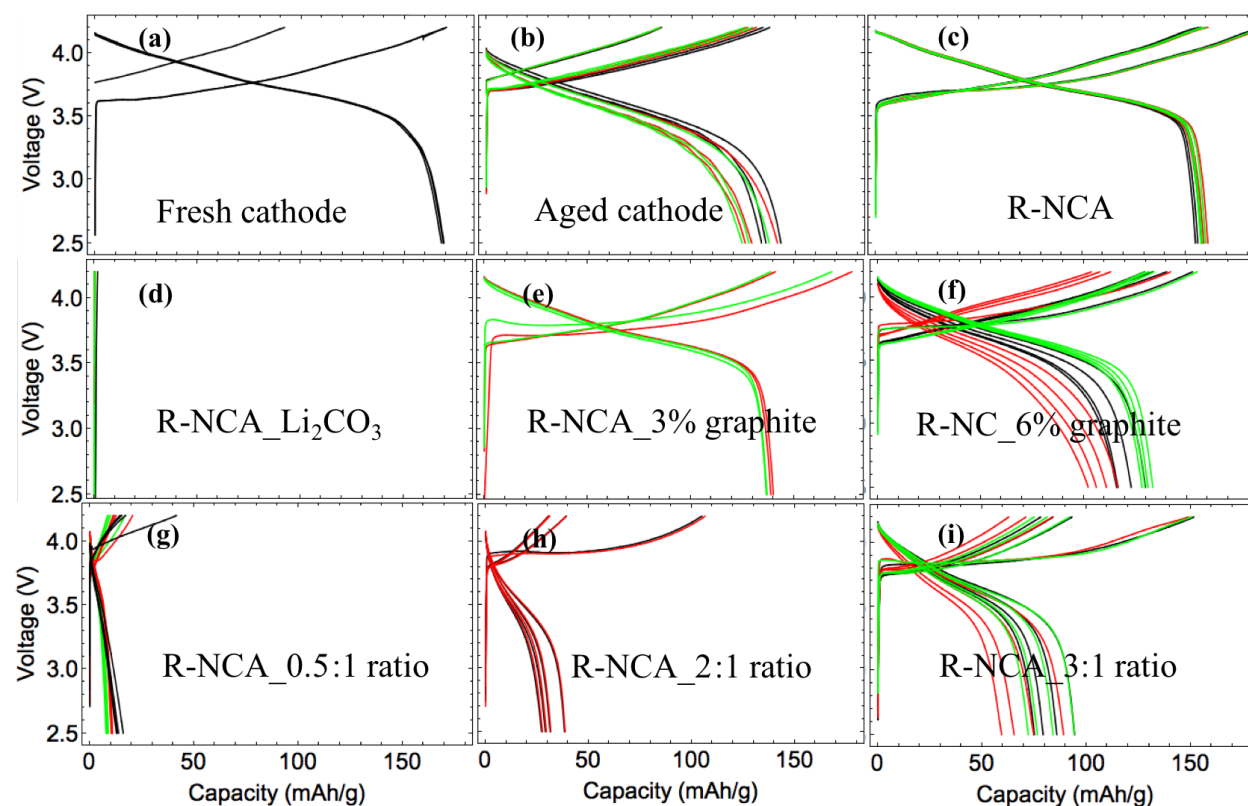 (a) (b) (c)
4.0
3.5
3.0
2.5
Voltage (V)
Fresh cathode Aged cathode R-NCA
(d) (e) (f)
4.0
3.5
3.0
2.5
Voltage (V)
R-NCA_Li₂CO₃ R-NCA_3% graphite R-NC_6% graphite
(g) (h) (i)
4.0
3.5
3.0
2.5
Voltage (V)
R-NCA_0.5:1 ratio R-NCA_2:1 ratio R-NCA_3:1 ratio
0 50 100 150 0 50 100 150 0 50 100 150
Capacity (mAh/g) Capacity (mAh/g) Capacity (mAh/g)